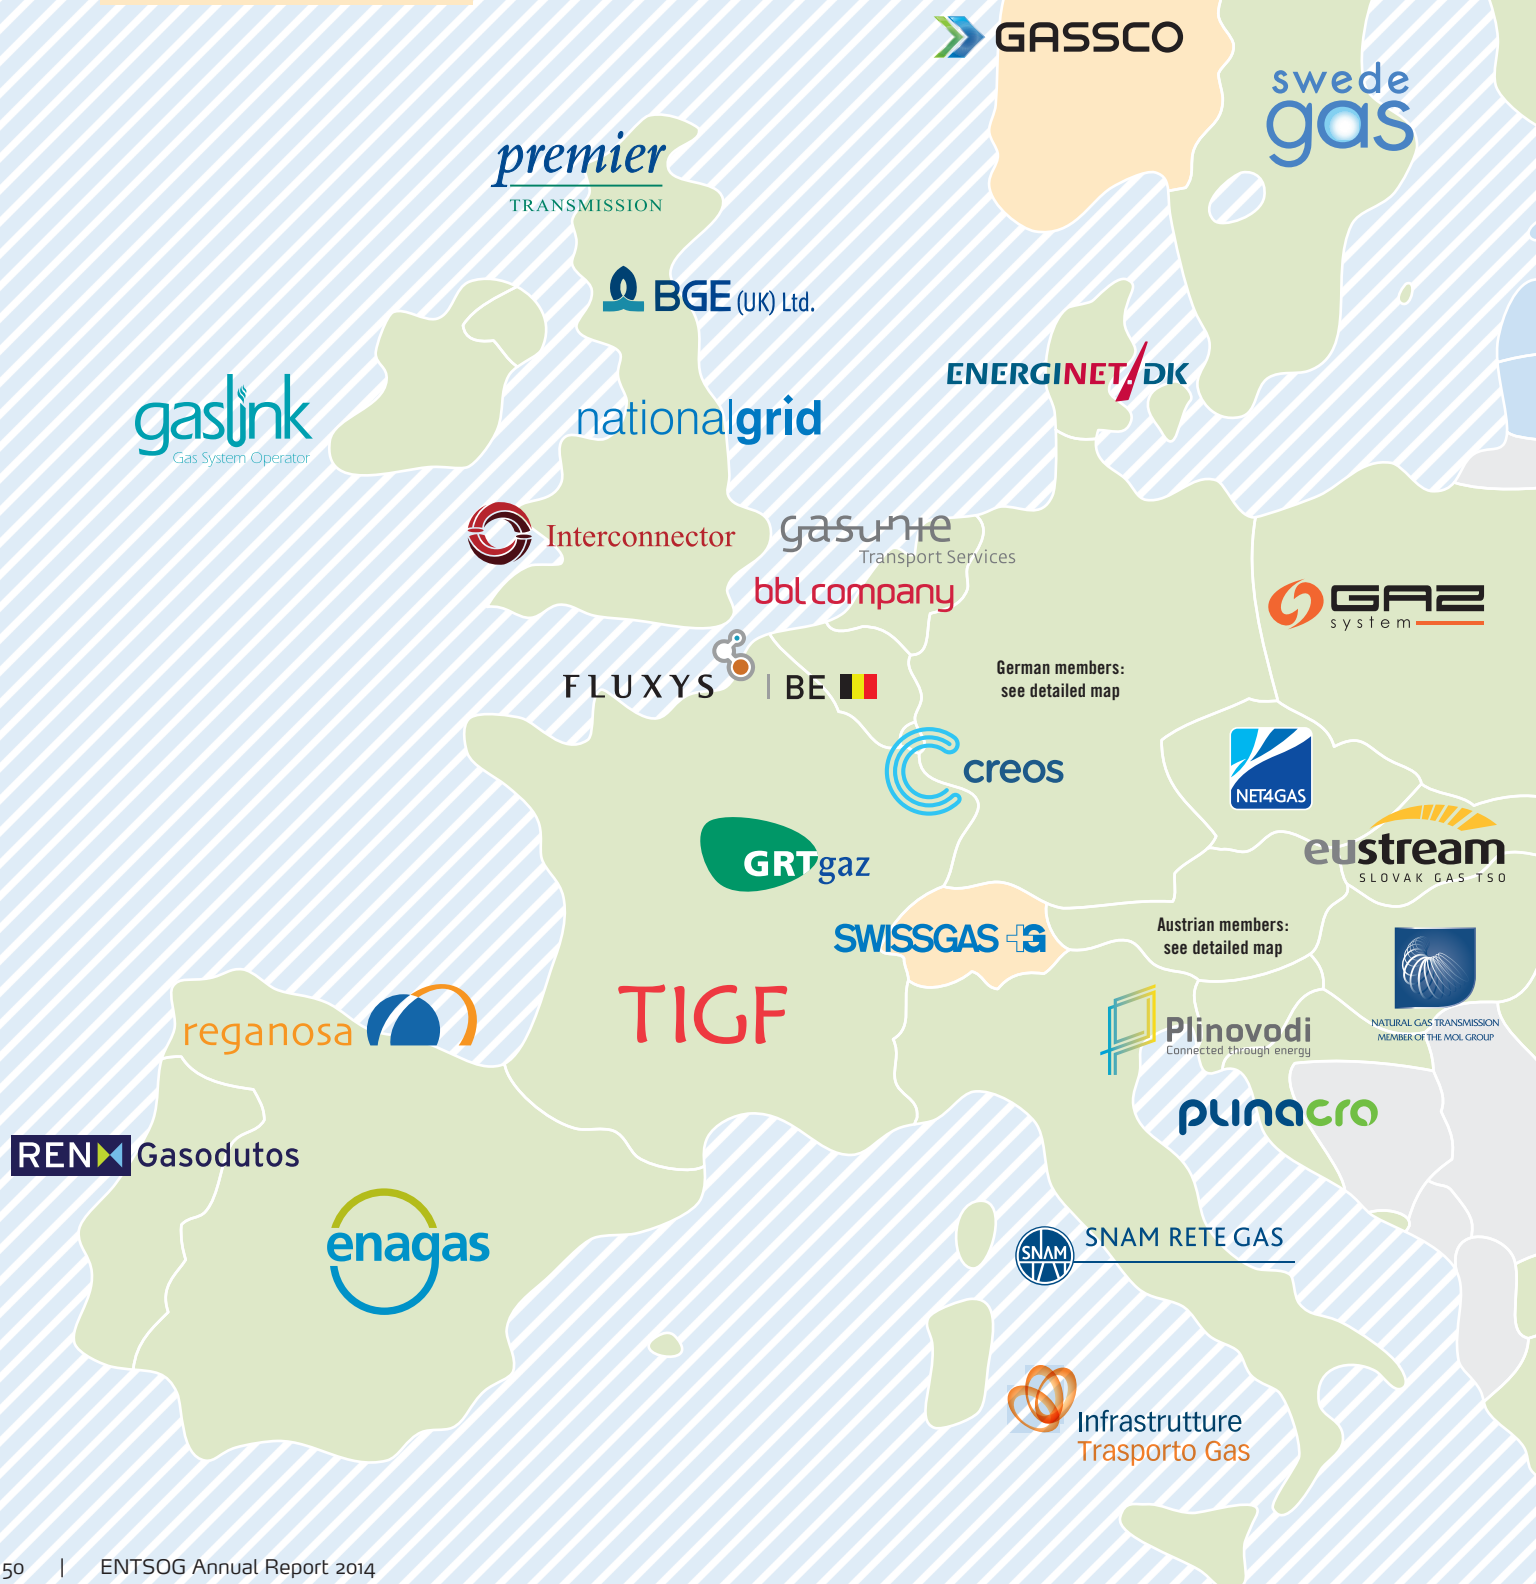 GASSCO
swede
gas
premier
TRANSMISSION
BGE (UK) Ltd.
ENERGINET.DK
gaslink
Gas System Operator
nationalgrid
Interconnector
gasunie
Transport Services
bbl company
GAZ
system
FLUXYS | BE
German members:
see detailed map
creos
NET4GAS
eustream
SLOVAK GAS TSO
GRTgaz
SWISSGAS G
Austrian members:
see detailed map
NATURAL GAS TRANSMISSION
MEMBER OF THE MOL GROUP
TIGF
reganosa
Plinovodi
Connected through energy
plinacro
REN Gasodutos
enagas
SNAM
SNAM RETE GAS
Infrastrutture
Trasporto Gas
50 | ENTSOG Annual Report 2014